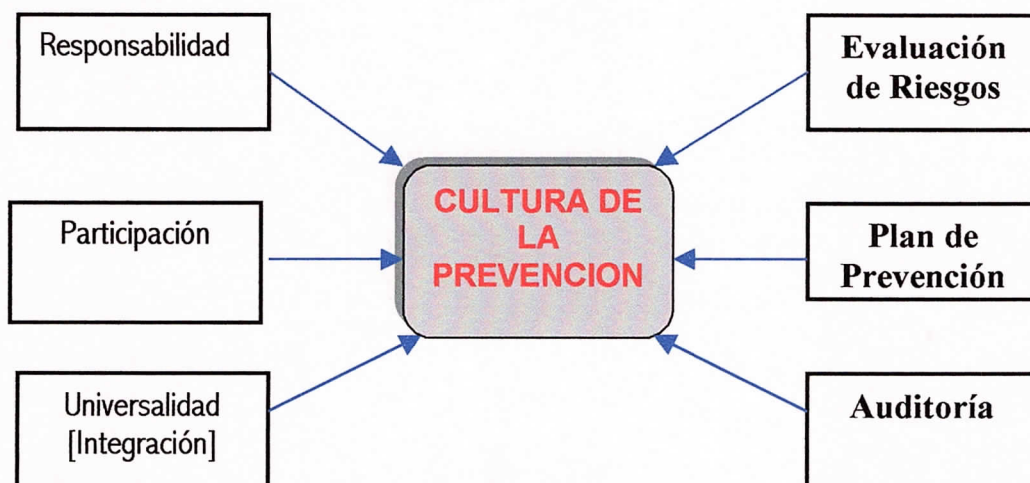 Responsabilidad
Participación
Universalidad
[Integración]
CULTURA DE
LA
PREVENCION
Evaluación
de Riesgos
Plan de
Prevención
Auditoría